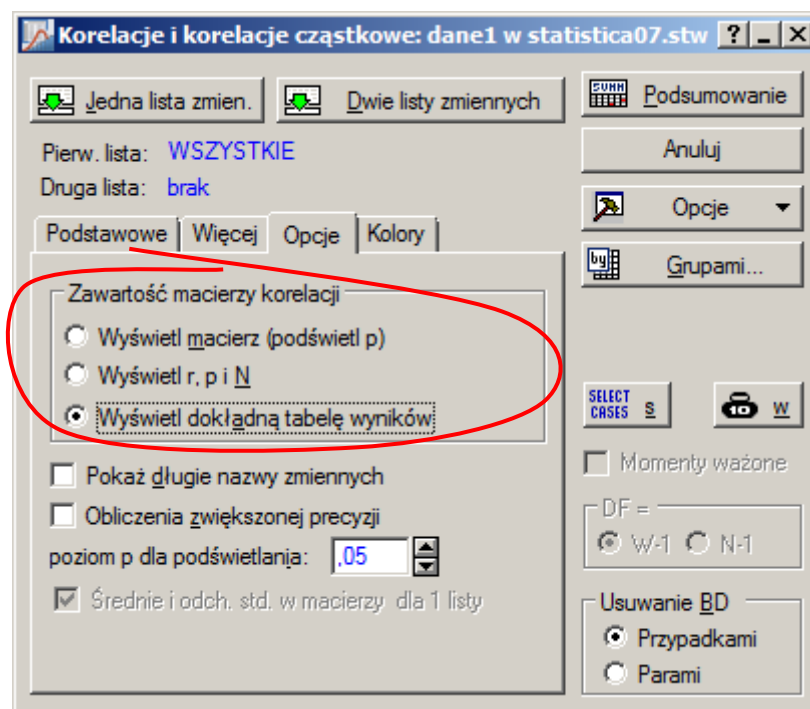 Korelacje i korelacje cząstkowe: dane1 w statistica07.stw
Jedna lista zmien.
Dwie listy zmiennych
Pierw. lista: WSZYSTKIE
Druga lista: brak
Podstawowe
Więcej
Opcje
Kolory
Zawartość macierzy korelacji
Wyświetl macierz (podświetl p)
Wyświetl r, p i N
Wyświetl dokładną tabelę wyników
Pokaż długie nazwy zmiennych
Obliczenia zwiększonej precyzji
poziom p dla podświetlania: ,05
Średnie i odch. std. w macierzy dla 1 listy
SUMM
Podsumowanie
Anuluj
Opcje
by
Grupami...
SELECT
CASES S
W
Momenty ważone
DF =
W-1 N-1
Usuwanie BD
Przypadkami
Parami